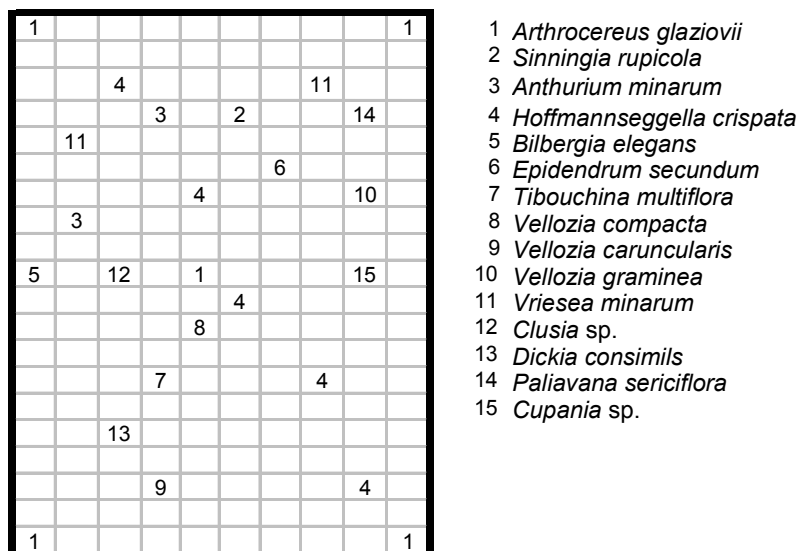 1 1
4 11
3 2 14
11
6
4 10
3
5 12 1 15
4
8
7 4
13
9 4
1 1
1 Arthrocereus glaziovii
2 Sinningia rupicola
3 Anthurium minarum
4 Hoffmannseggella crispata
5 Bilbergia elegans
6 Epidendrum secundum
7 Tibouchina multiflora
8 Vellozia compacta
9 Vellozia caruncularis
10 Vellozia graminea
11 Vriesea minarum
12 Clusia sp.
13 Dickia consimils
14 Paliavana sericiflora
15 Cupania sp.